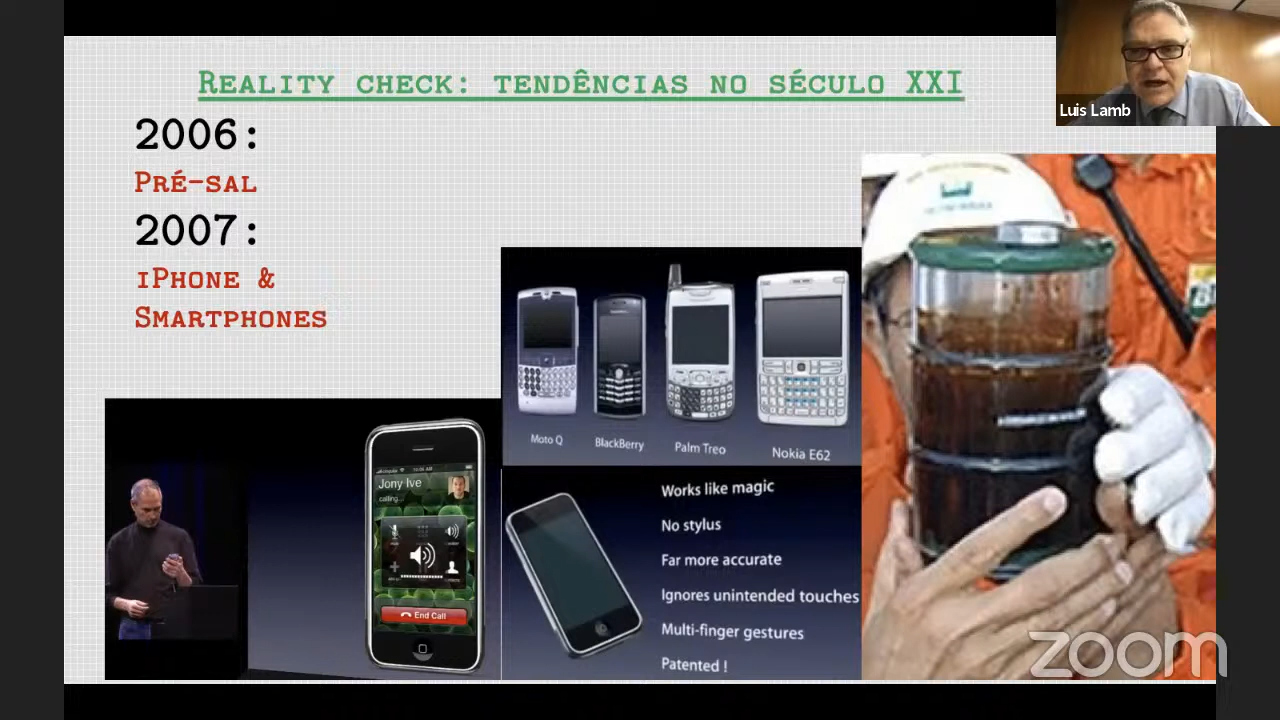 Reality check: tendências no século XXI
Luis Lamb
2006:
Pré-sal
2007:
iPhone &
Smartphones
Moto Q
BlackBerry
Palm Treo
Nokia E62
Jony Ive
calling...
End Call
Works like magic
No stylus
Far more accurate
Ignores unintended touches
Multi-finger gestures
Patented !
zoom